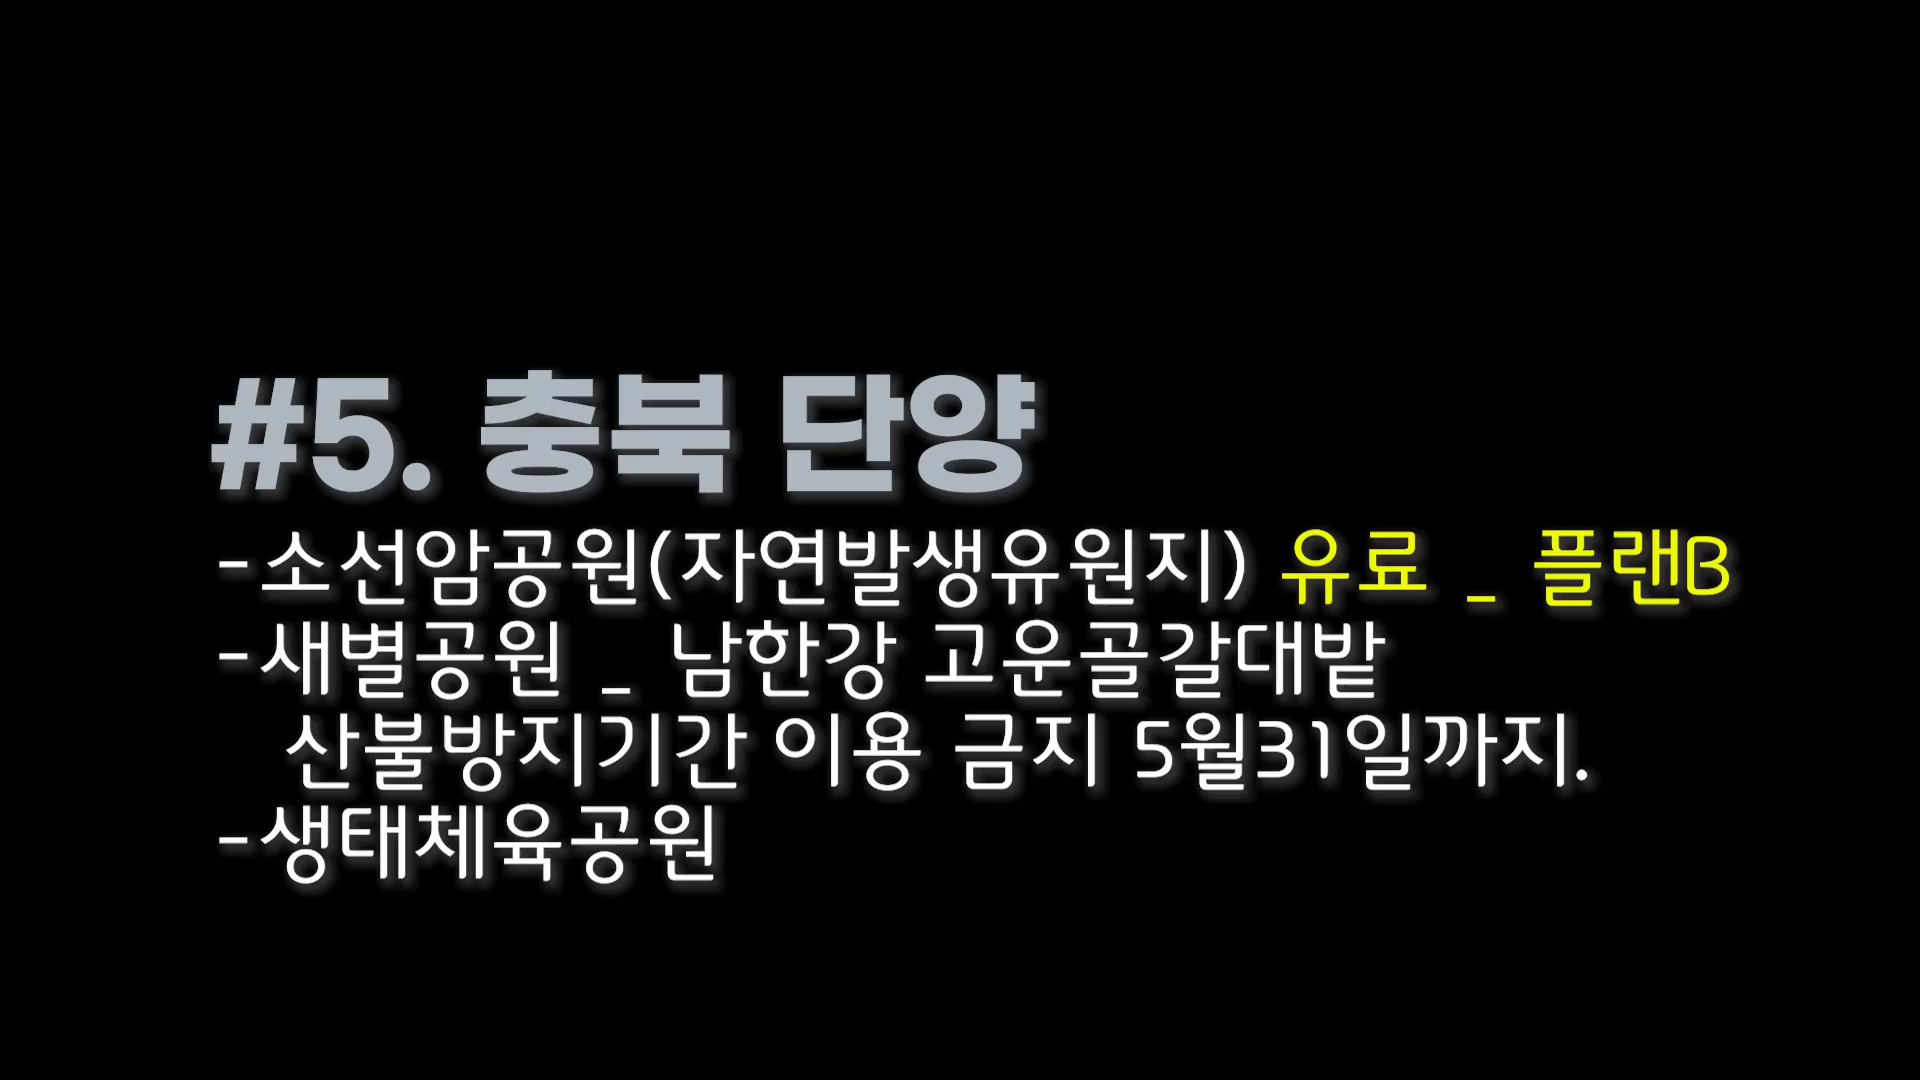 #5. 충북 단양
-소선암공원(자연발생유원지) 유료 _ 플랜B
-새별공원 _ 남한강 고운골갈대밭
산불방지기간 이용 금지 5월31일까지.
-생태체육공원